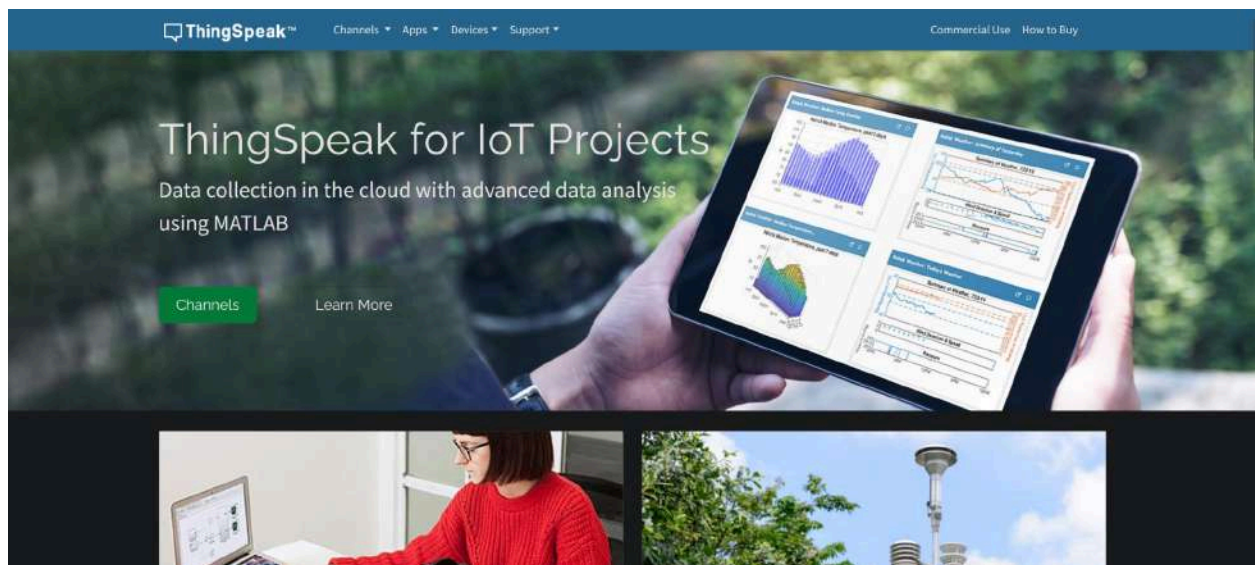 ThingSpeak™
Channels Apps Devices Support
Commercial Use How to Buy
ThingSpeak for IoT Projects
Data collection in the cloud with advanced data analysis
using MATLAB
Channels
Learn More